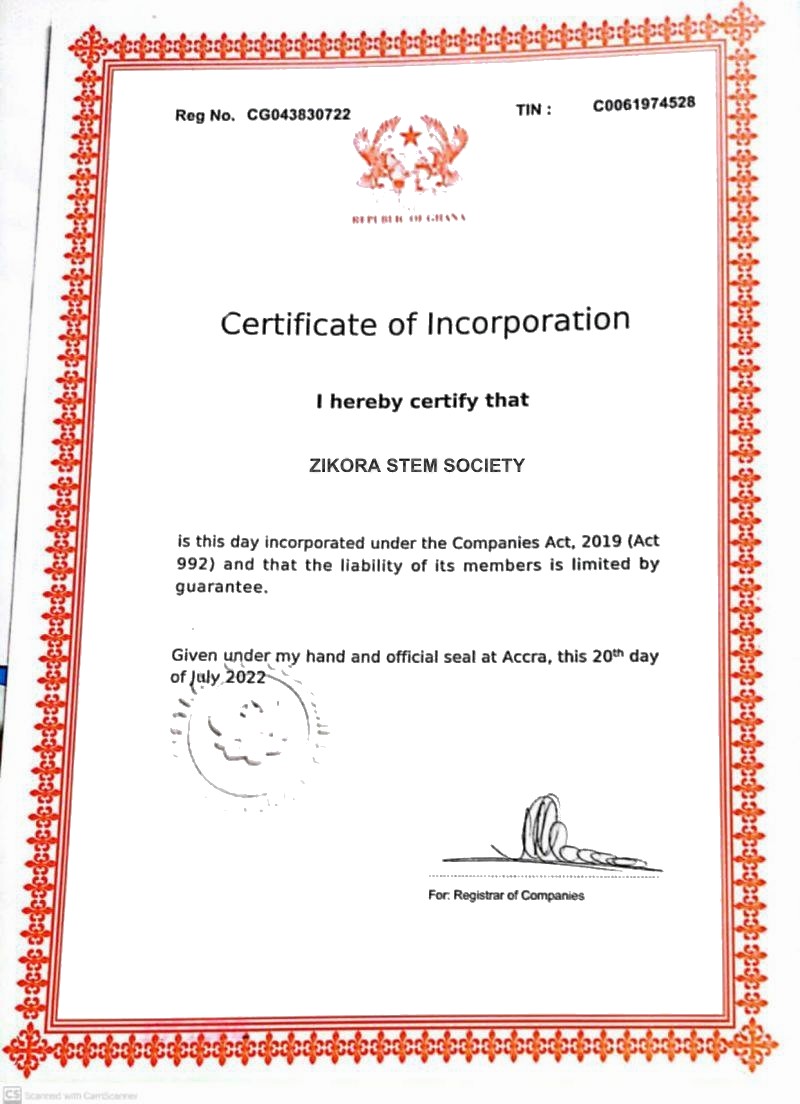 Reg No. CG043830722
TIN : C0061974528
REPUBLIC OF GHANA
Certificate of Incorporation
I hereby certify that
ZIKORA STEM SOCIETY
is this day incorporated under the Companies Act, 2019 (Act
992) and that the liability of its members is limited by
guarantee.
Given under my hand and official seal at Accra, this 20th day
of July 2022
For: Registrar of Companies
CS Scanned with CamScanner